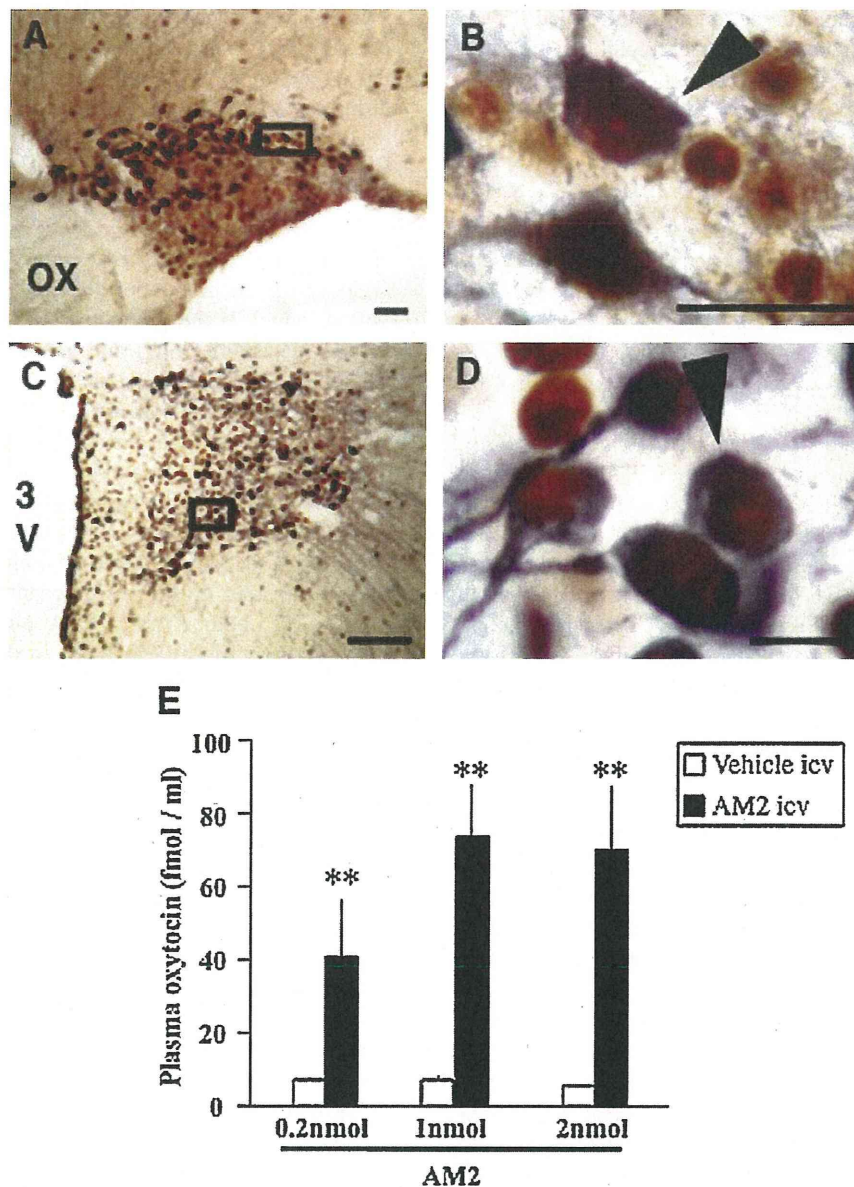 A
B
OX
C
D
3
V
E
Plasma oxytocin (fmol / ml)
100
80
60
40
20
0
**
**
**
Vehicle icv
AM2 icv
0.2nmol
1nmol
2nmol
AM2